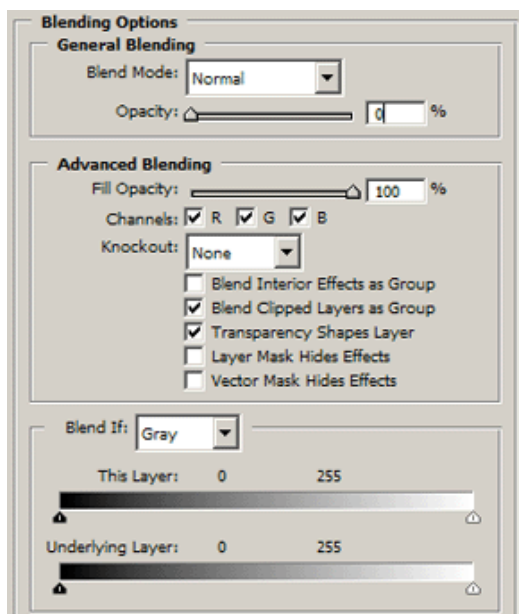 Blending Options
General Blending
Blend Mode: Normal
Opacity: 0 %
Advanced Blending
Fill Opacity: 100 %
Channels: R G B
Knockout: None
Blend Interior Effects as Group
Blend Clipped Layers as Group
Transparency Shapes Layer
Layer Mask Hides Effects
Vector Mask Hides Effects
Blend If: Gray
This Layer: 0 255
Underlying Layer: 0 255